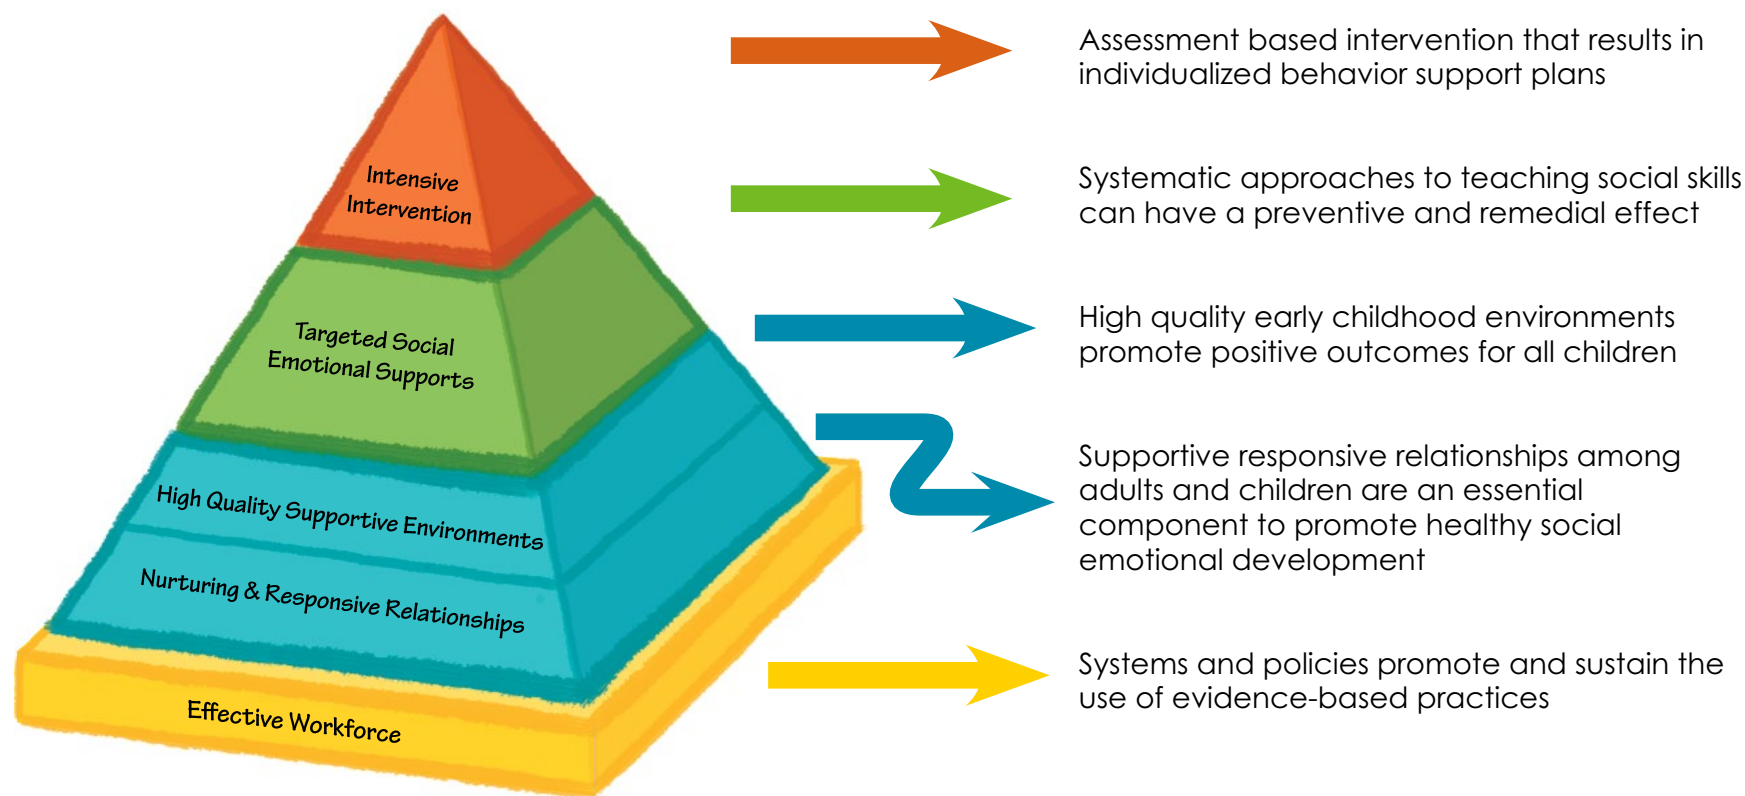 Intensive
Intervention
Targeted Social
Emotional Supports
High Quality Supportive Environments
Nurturing & Responsive Relationships
Effective Workforce
Assessment based intervention that results in
individualized behavior support plans
Systematic approaches to teaching social skills
can have a preventive and remedial effect
High quality early childhood environments
promote positive outcomes for all children
Supportive responsive relationships among
adults and children are an essential
component to promote healthy social
emotional development
Systems and policies promote and sustain the
use of evidence-based practices